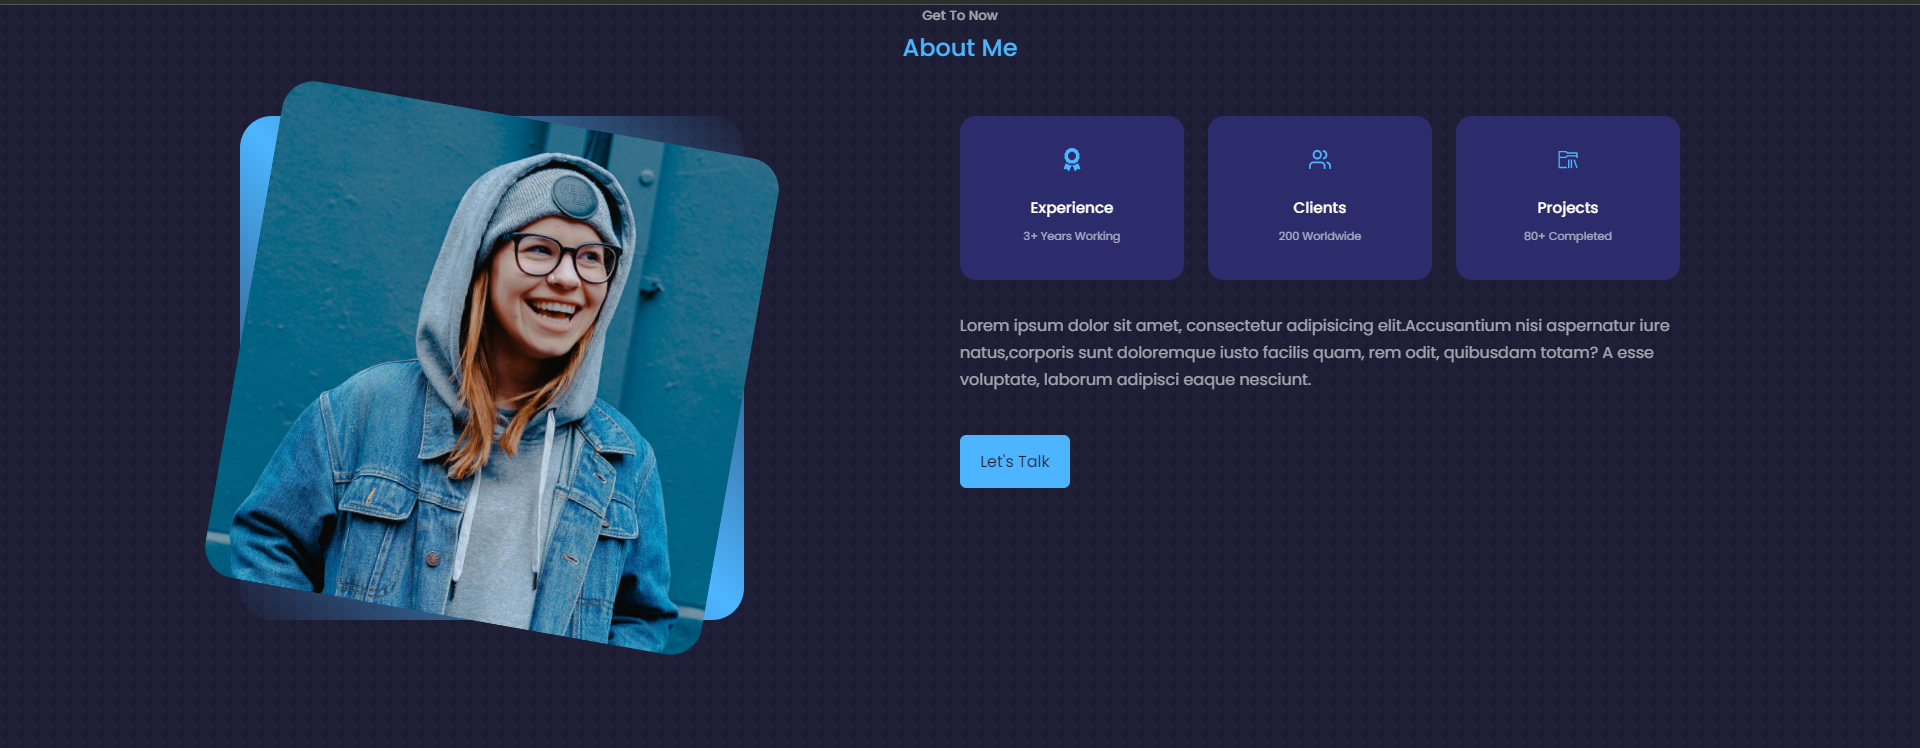 Get To Now
About Me
Experience
3+ Years Working
Clients
200 Worldwide
Projects
80+ Completed
Lorem ipsum dolor sit amet, consectetur adipisicing elit.Accusantium nisi aspernatur iure
natus,corporis sunt doloremque iusto facilis quam, rem odit, quibusdam totam? A esse
voluptate, laborum adipisci eaque nesciunt.
Let's Talk